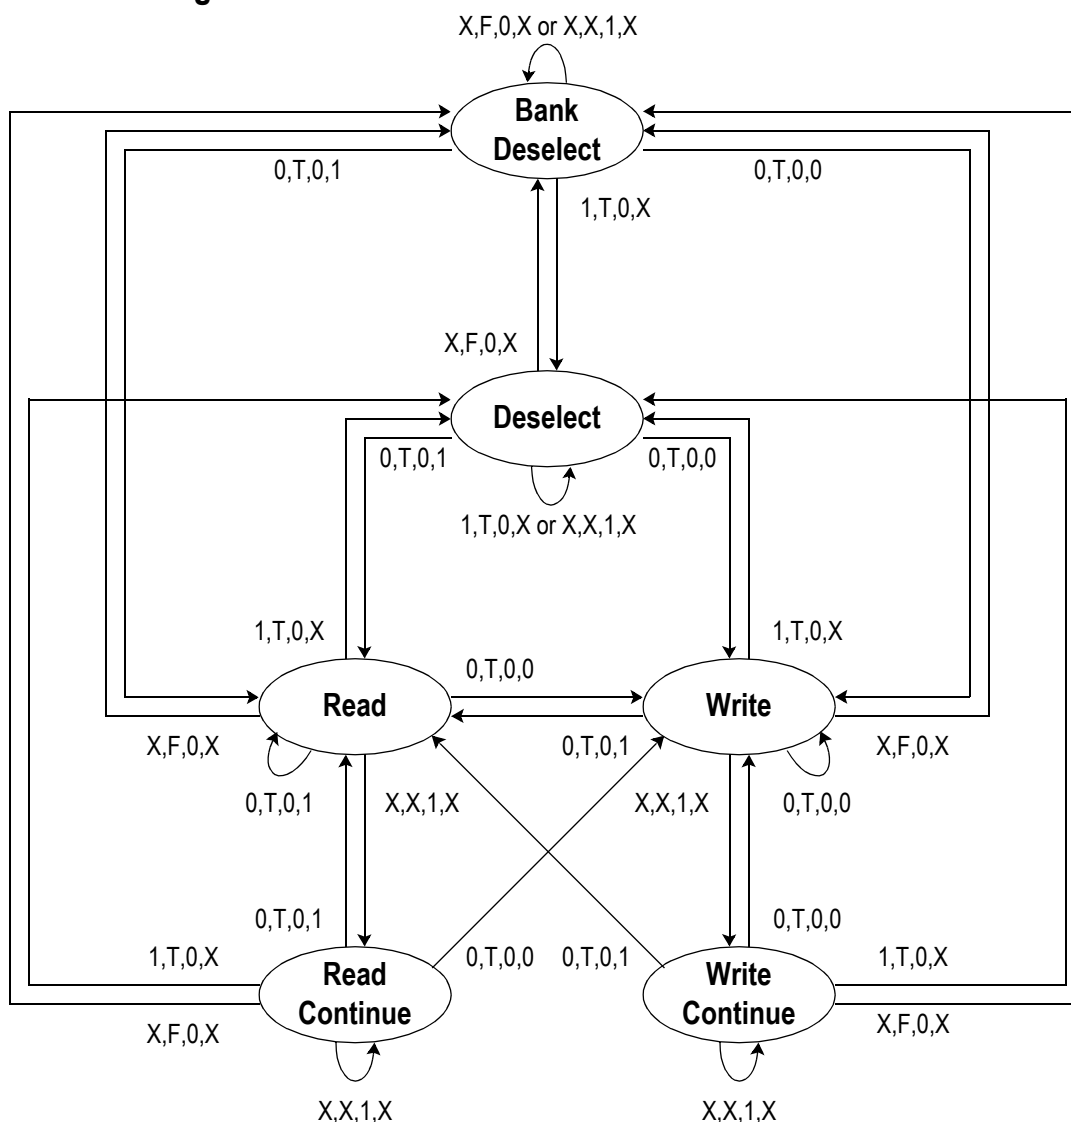 X,F,0,X or X,X,1,X
Bank
Deselect
0,T,0,1
0,T,0,0
1,T,0,X
X,F,0,X
Deselect
0,T,0,1
0,T,0,0
1,T,0,X or X,X,1,X
1,T,0,X
1,T,0,X
0,T,0,0
Read
Write
X,F,0,X
0,T,0,1
X,F,0,X
0,T,0,1
X,X,1,X
X,X,1,X
0,T,0,0
0,T,0,1
0,T,0,0
1,T,0,X
0,T,0,0
0,T,0,1
1,T,0,X
Read
Continue
Write
Continue
X,F,0,X
X,F,0,X
X,X,1,X
X,X,1,X